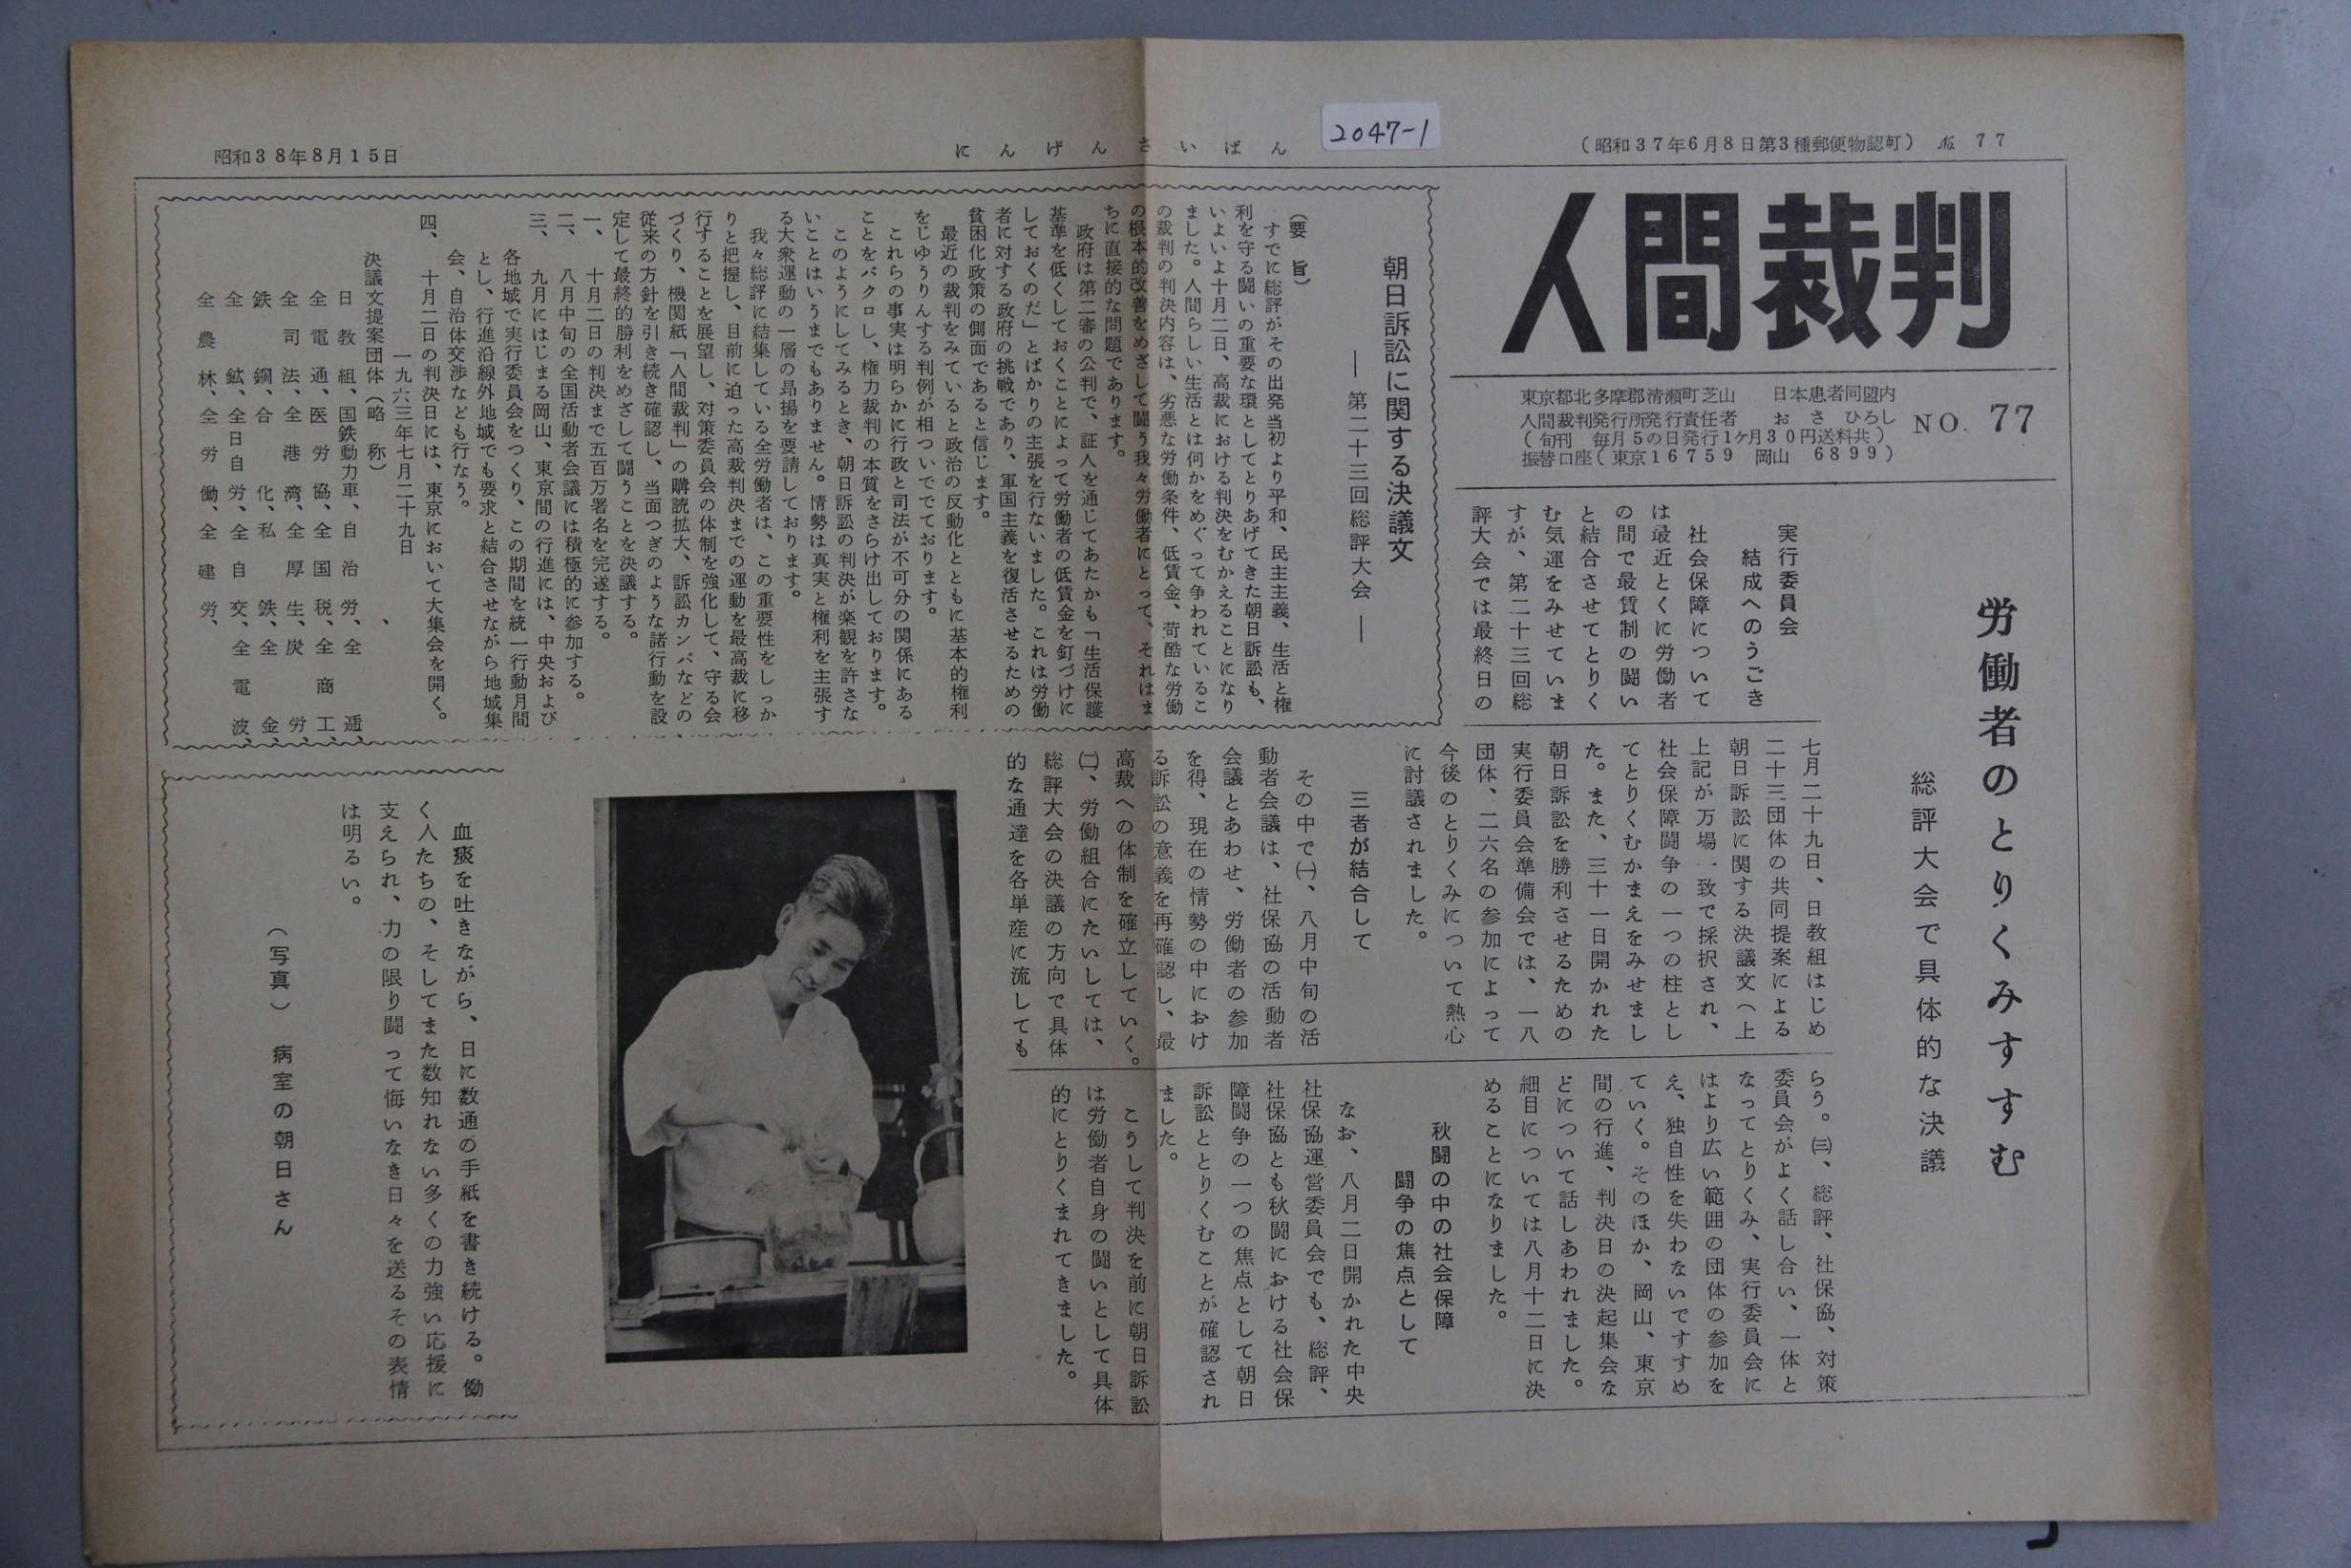 2047-1
(昭和37年6月8日第3種郵便物認可) № 77
にんげんさいばん
昭和38年8月15日
人間裁判
東京都北多摩郡清瀬町芝山 日本患者同盟内
人間裁判発行所発行責任者 おさひろし
(旬刊 毎月5の日発行1ヶ月30円送料共)
振替口座(東京16759 岡山 6899)
NO. 77
労働者のとりくみすすむ
総評大会で具体的な決議
実行委員会
結成へのうごき
社会保障について
は最近とくに労働者
の間で最賃制の闘い
と結合させてとりく
む気運をみせていま
すが、第二十三回総
評大会では最終日の
七月二十九日、日教組はじめ
二十三団体の共同提案による
朝日訴訟に関する決議文(上
上記が万場一致で採択され、
社会保障闘争の一つの柱とし
てとりくむかまえをみせまし
た。また、三十一日開かれた
朝日訴訟を勝利させるための
実行委員会準備会では、一八
団体、二六名の参加によって
今後のとりくみについて熱心
に討議されました。
三者が結合して
その中で㈠、八月中旬の活
動者会議は、社保協の活動者
会議とあわせ、労働者の参加
を得、現在の情勢の中におけ
る訴訟の意義を再確認し、最
高裁への体制を確立していく。
㈡、労働組合にたいしては、
総評大会の決議の方向で具体
的な通達を各単産に流しても
らう。㈢、総評、社保協、対策
委員会がよく話し合い、一体と
なってとりくみ、実行委員会に
はより広い範囲の団体の参加を
え、独自性を失わないですすめ
ていく。そのほか、岡山、東京
間の行進、判決日の決起集会な
どについて話しあわれました。
細目については八月十二日に決
めることになりました。
秋闘の中の社会保障
闘争の焦点として
なお、八月二日開かれた中央
社保協運営委員会でも、総評、
社保協とも秋闘における社会保
障闘争の一つの焦点として朝日
訴訟ととりくむことが確認され
ました。
こうして判決を前に朝日訴訟
は労働者自身の闘いとして具体
的にとりくまれてきました。
朝日訴訟に関する決議文
― 第二十三回総評大会 ―
(要旨)
すでに総評がその出発当初より平和、民主主義、生活と権
利を守る闘いの重要な環としてとりあげてきた朝日訴訟も、
いよいよ十月二日、高裁における判決をむかえることになり
ました。人間らしい生活とは何かをめぐって争われているこ
の裁判の判決内容は、劣悪な労働条件、低賃金、苛酷な労働
の根本的改善をめざして闘う我々労働者にとって、それはま
ちに直接的な問題であります。
政府は第二審の公判で、証人を通じてあたかも「生活保護
基準を低くしておくことによって労働者の低賃金を釘づけに
しておくのだ」とばかりの主張を行ないました。これは労働
者に対する政府の挑戦であり、軍国主義を復活させるための
貧困化政策の側面であると信じます。
最近の裁判をみていると政治の反動化とともに基本的権利
をじゆうりんする判例が相ついででております。
これらの事実は明らかに行政と司法が不可分の関係にある
ことをバクロし、権力裁判の本質をさらけ出しております。
このようにしてみるとき、朝日訴訟の判決が楽観を許さな
いことはいうまでもありません。情勢は真実と権利を主張す
る大衆運動の一層の昂揚を要請しております。
我々総評に結集している全労働者は、この重要性をしっか
りと把握し、目前に迫った高裁判決までの運動を最高裁に移
行することを展望し、対策委員会の体制を強化して、守る会
づくり、機関紙「人間裁判」の購読拡大、訴訟カンパなどの
従来の方針を引き続き確認し、当面つぎのような諸行動を設
定して最終的勝利をめざして闘うことを決議する。
一、十月二日の判決まで五百万署名を完遂する。
二、八月中旬の全国活動者会議には積極的に参加する。
三、九月にはじまる岡山、東京間の行進には、中央および
各地域で実行委員会をつくり、この期間を統一行動月間
とし、行進沿線外地域でも要求と結合させながら地域集
会、自治体交渉なども行なう。
四、十月二日の判決日には、東京において大集会を開く。
一九六三年七月二十九日
決議文提案団体(略称)
日教組、国鉄動力車、自治労、全逓、
全電通、医労協、全国税、全商工、
全司法、全港湾、全厚生、炭労、
鉄鋼、合化、私鉄、全金、
全鉱、全日自労、全自交、全電波、
全農林、全労働、全建労、
血痰を吐きながら、日に数通の手紙を書き続ける。働
く人たちの、そしてまた数知れない多くの力強い応援に
支えられ、力の限り闘って悔いなき日々を送るその表情
は明るい。
(写真) 病室の朝日さん